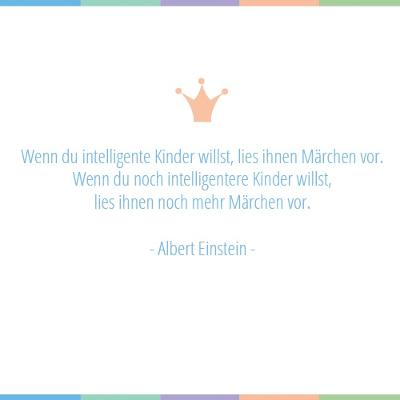 Wenn du intelligente Kinder willst, lies ihnen Märchen vor.
Wenn du noch intelligentere Kinder willst,
lies ihnen noch mehr Märchen vor.
- Albert Einstein -